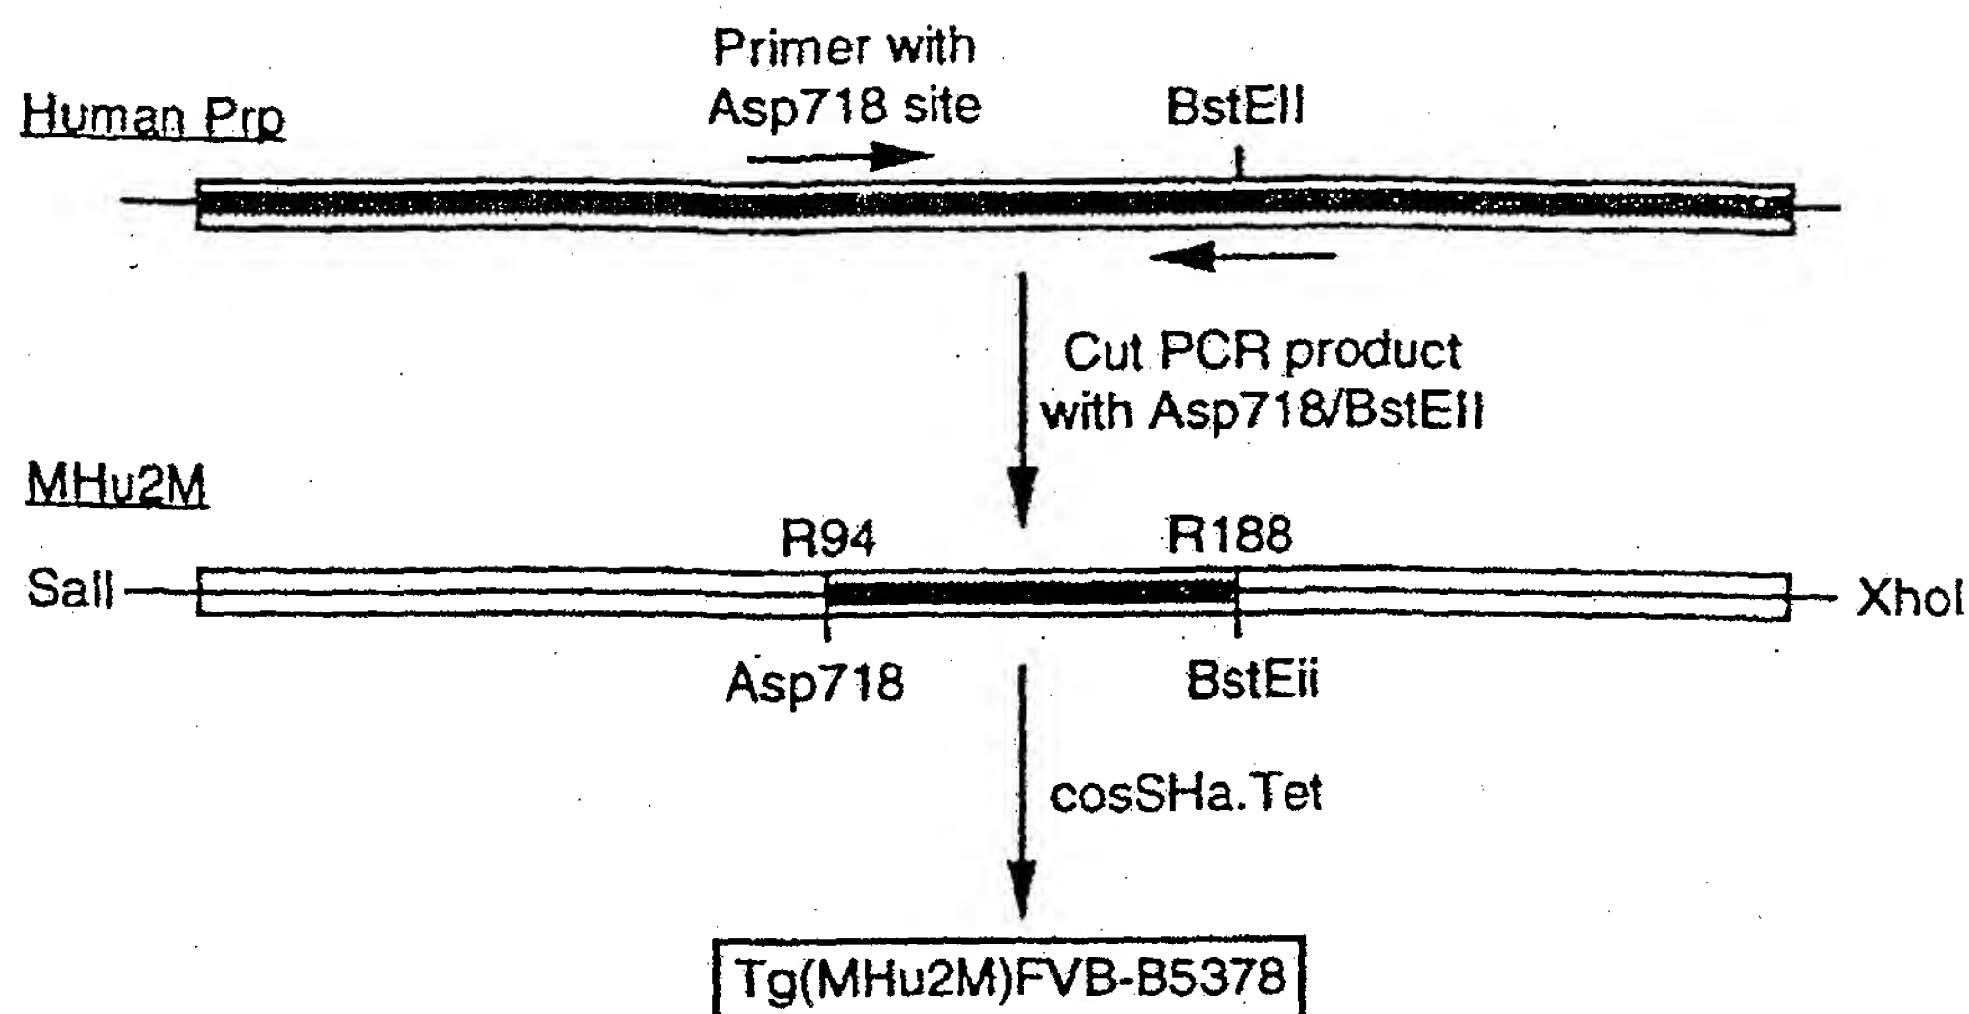 Primer with
Asp718 site
BstEII
Human Prp
Cut PCR product
with Asp718/BstEII
MHu2M
R94
R188
SalI
XhoI
Asp718
BstEii
cosSHa.Tet
Tg(MHu2M)FVB-B5378